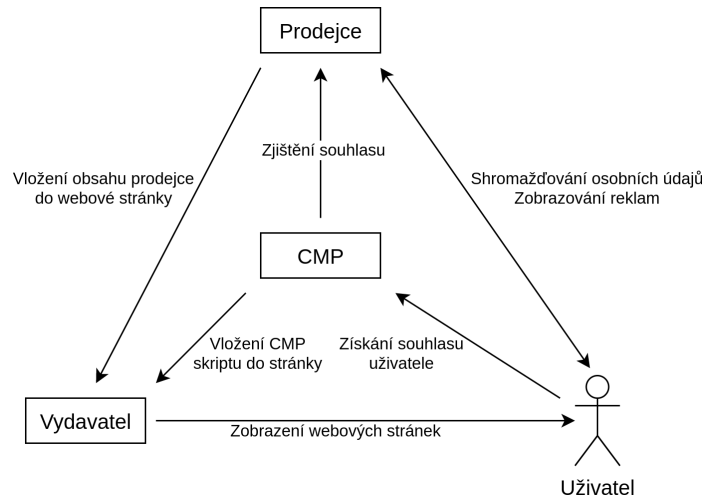 Prodejce
Zjištění souhlasu
Vložení obsahu prodejce
do webové stránky
Shromažďování osobních údajů
Zobrazování reklam
CMP
Vložení CMP
skriptu do stránky
Získání souhlasu
uživatele
Vydavatel
Zobrazení webových stránek
Uživatel